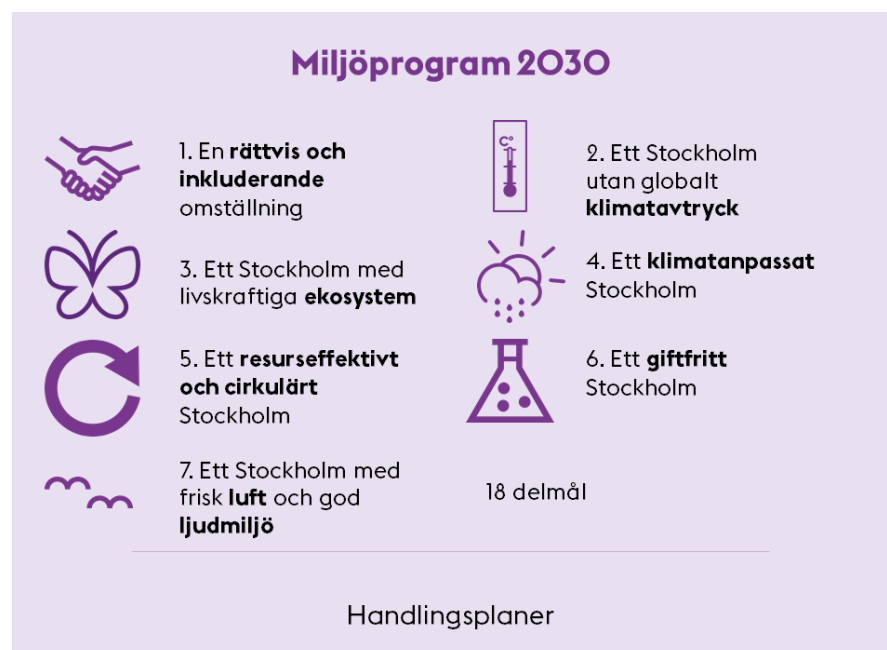 Miljöprogram 2030
C°
1. En rättvis och
inkluderande
omställning
2. Ett Stockholm
utan globalt
klimatavtryck
3. Ett Stockholm med
livskraftiga ekosystem
4. Ett klimatanpassat
Stockholm
5. Ett resurseffektivt
och cirkulärt
Stockholm
6. Ett giftfritt
Stockholm
7. Ett Stockholm med
frisk luft och god
ljudmiljö
18 delmål
Handlingsplaner